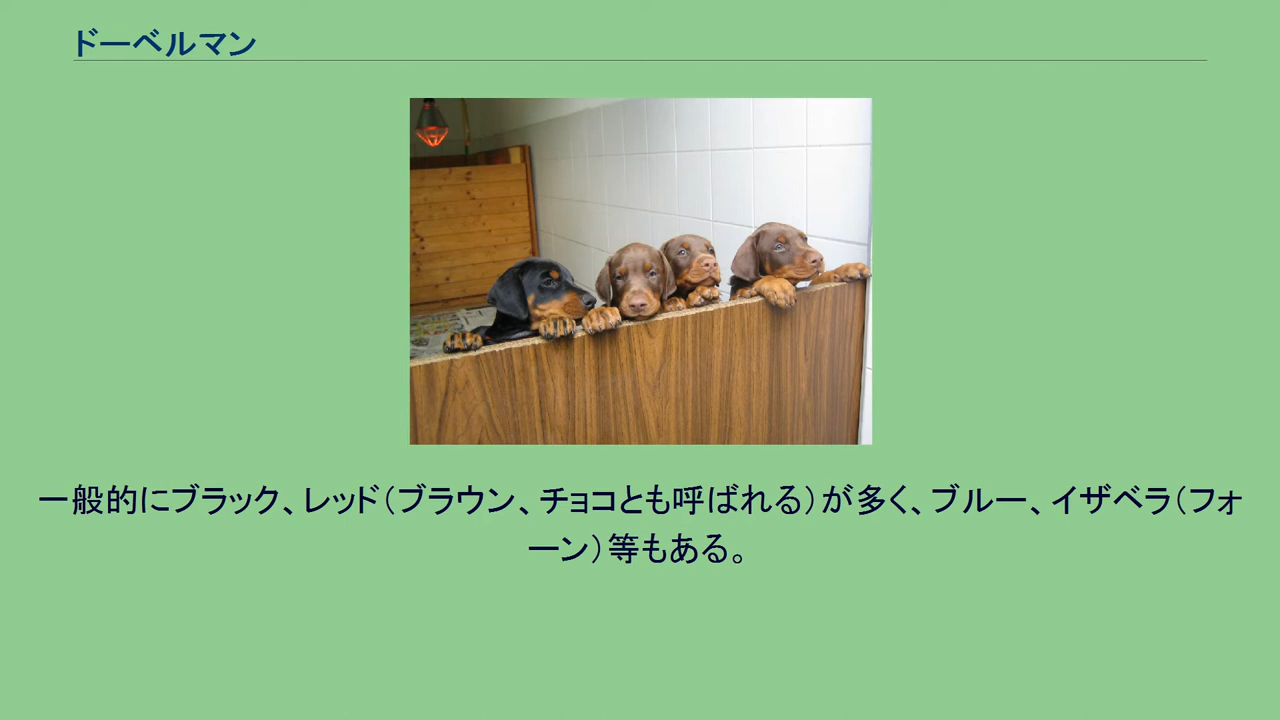 ドーベルマン
一般的にブラック、レッド（ブラウン、チョコとも呼ばれる）が多く、ブルー、イザベラ（フォ
ーン）等もある。